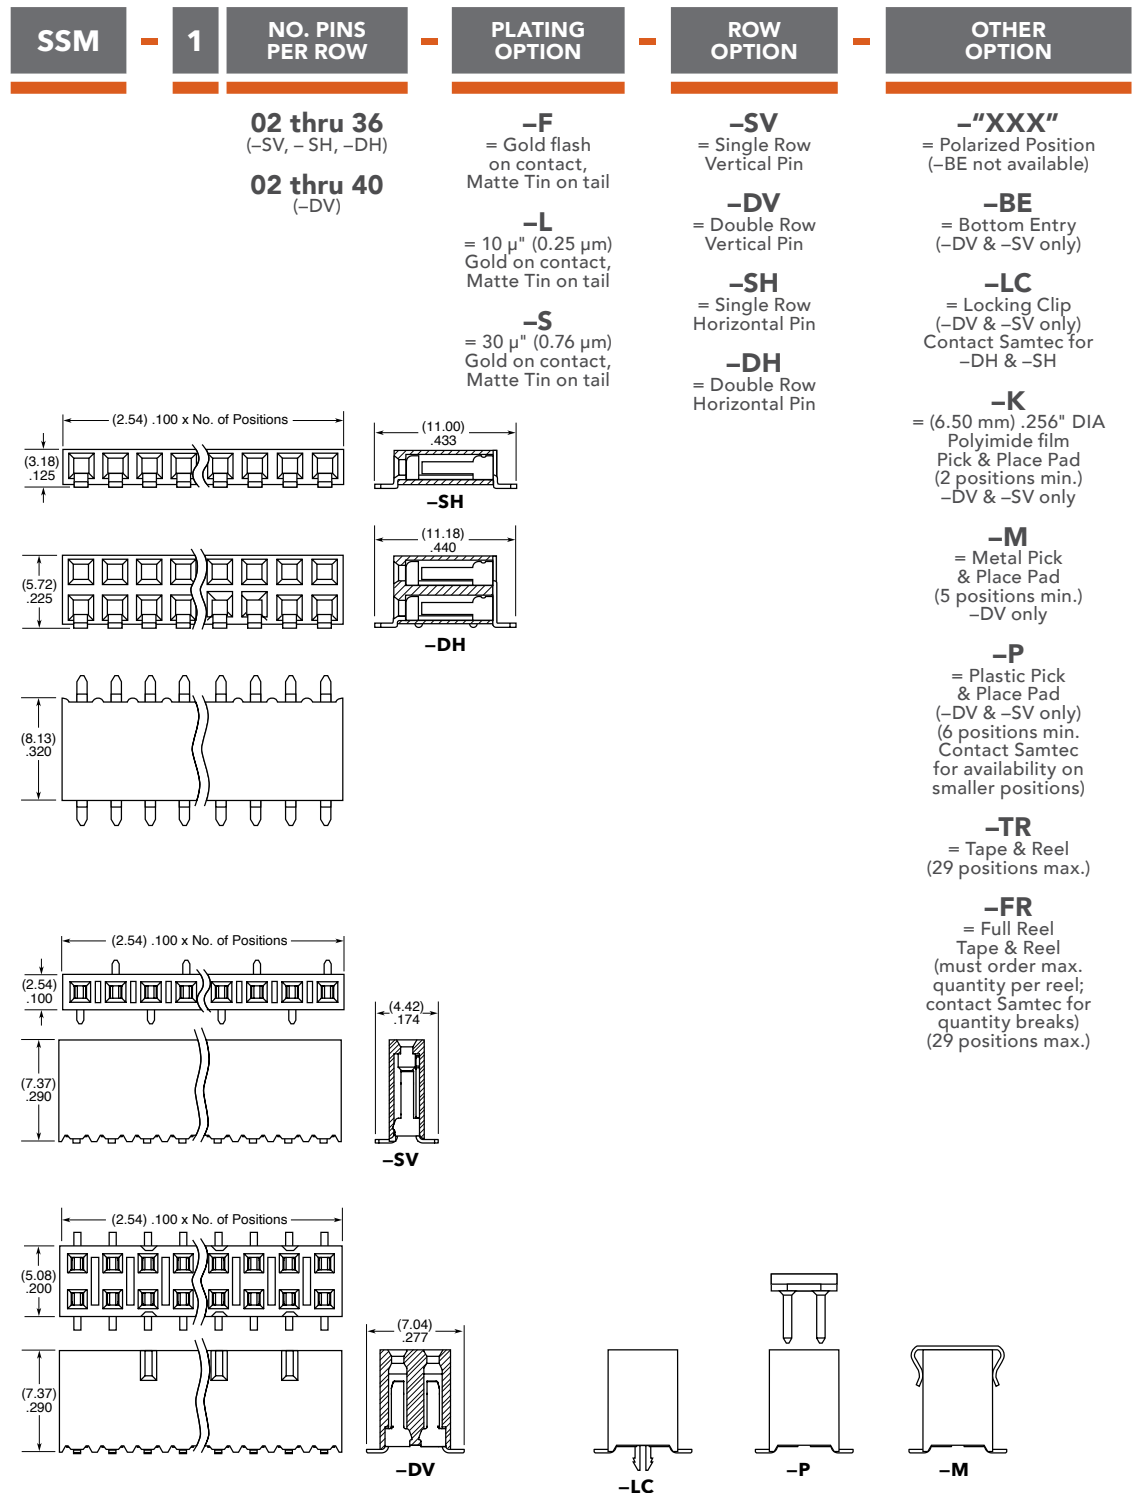 SSM
–
1
NO. PINS
PER ROW
–
PLATING
OPTION
–
ROW
OPTION
–
OTHER
OPTION
02 thru 36
(–SV, – SH, –DH)
02 thru 40
(–DV)
–F
= Gold flash
on contact,
Matte Tin on tail
–L
= 10 µ" (0.25 µm)
Gold on contact,
Matte Tin on tail
–S
= 30 µ" (0.76 µm)
Gold on contact,
Matte Tin on tail
–SV
= Single Row
Vertical Pin
–DV
= Double Row
Vertical Pin
–SH
= Single Row
Horizontal Pin
–DH
= Double Row
Horizontal Pin
–“XXX”
= Polarized Position
(–BE not available)
–BE
= Bottom Entry
(–DV & –SV only)
–LC
= Locking Clip
(–DV & –SV only)
Contact Samtec for
–DH & –SH
–K
= (6.50 mm) .256" DIA
Polyimide film
Pick & Place Pad
(2 positions min.)
–DV & –SV only
–M
= Metal Pick
& Place Pad
(5 positions min.)
–DV only
–P
= Plastic Pick
& Place Pad
(–DV & –SV only)
(6 positions min.
Contact Samtec
for availability on
smaller positions)
–TR
= Tape & Reel
(29 positions max.)
–FR
= Full Reel
Tape & Reel
(must order max.
quantity per reel;
contact Samtec for
quantity breaks)
(29 positions max.)
(2.54) .100 x No. of Positions
(3.18)
.125
(11.00)
.433
–SH
(5.72)
.225
(11.18)
.440
–DH
(8.13)
.320
(2.54) .100 x No. of Positions
(2.54)
.100
(7.37)
.290
(4.42)
.174
–SV
(2.54) .100 x No. of Positions
(5.08)
.200
(7.37)
.290
(7.04)
.277
–DV
–LC
–P
–M